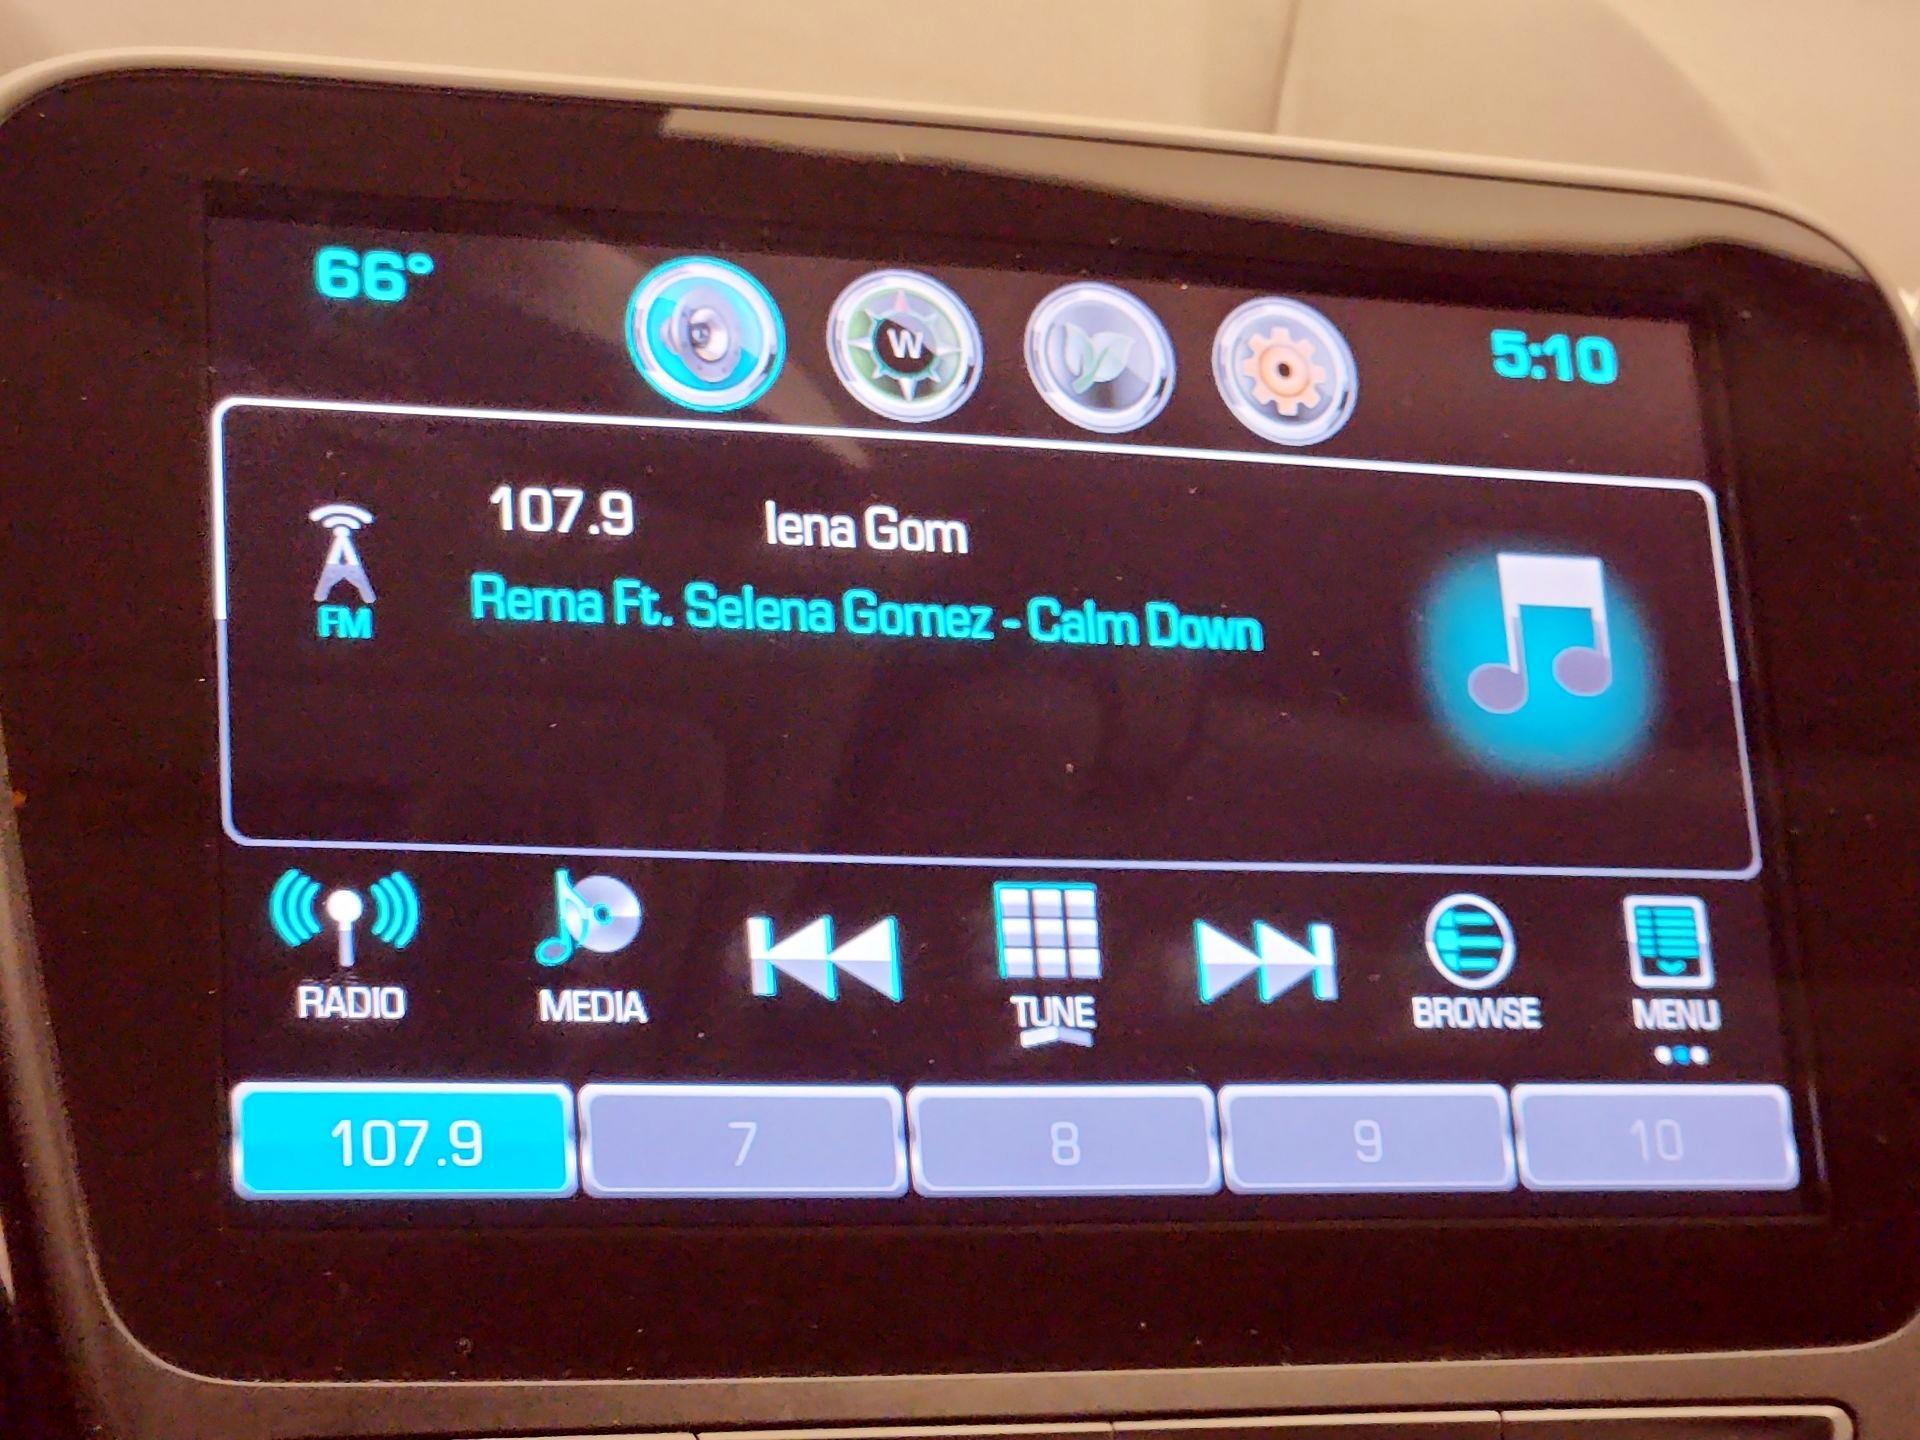 66° W 5:10
107.9 lena Gom
FM Rema Ft. Selena Gomez - Calm Down
RADIO MEDIA TUNE BROWSE MENU
107.9 7 8 9 10